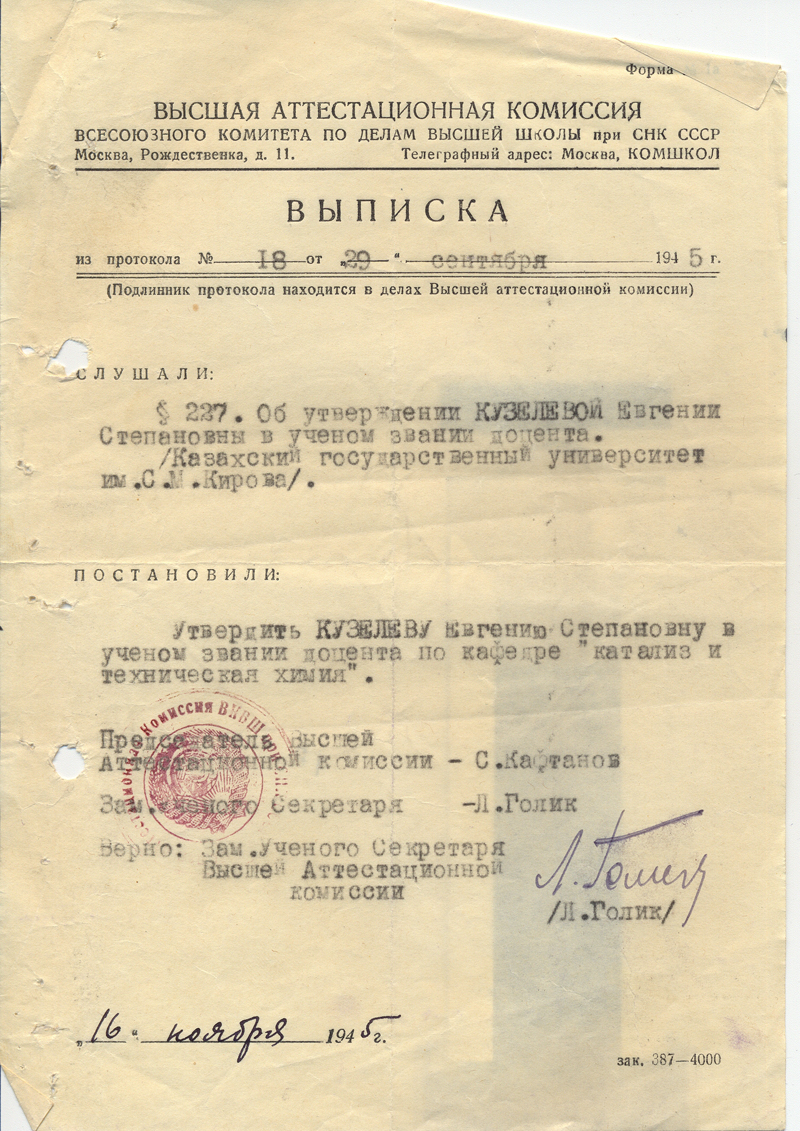 Форма
ВЫСШАЯ АТТЕСТАЦИОННАЯ КОМИССИЯ
ВСЕСОЮЗНОГО КОМИТЕТА ПО ДЕЛАМ ВЫСШЕЙ ШКОЛЫ при СНК СССР
Москва, Рождественка, д. 11. Телеграфный адрес: Москва, КОМШКОЛ
ВЫПИСКА
из протокола № 18 от „29“ сентября 1945 г.
(Подлинник протокола находится в делах Высшей аттестационной комиссии)
СЛУШАЛИ:
§ 227. Об утверждении КУЗЕЛЕВОЙ Евгении
Степановны в ученом звании доцента.
/Казахский государственный университет
им.С.М.Кирова/.
ПОСТАНОВИЛИ:
Утвердить КУЗЕЛЕВУ Евгению Степановну в
ученом звании доцента по кафедре "катализ и
техническая химия".
Комиссия ВКВШ
Председатель Высшей
Аттестационной комиссии - С.Кафтанов
Зам.Ученого Секретаря -Л.Голик
Верно: Зам.Ученого Секретаря
Высшей Аттестационной
комиссии
Л. Голик
/Л.Голик/
„16“ ноября 1945 г.
зак. 387—4000